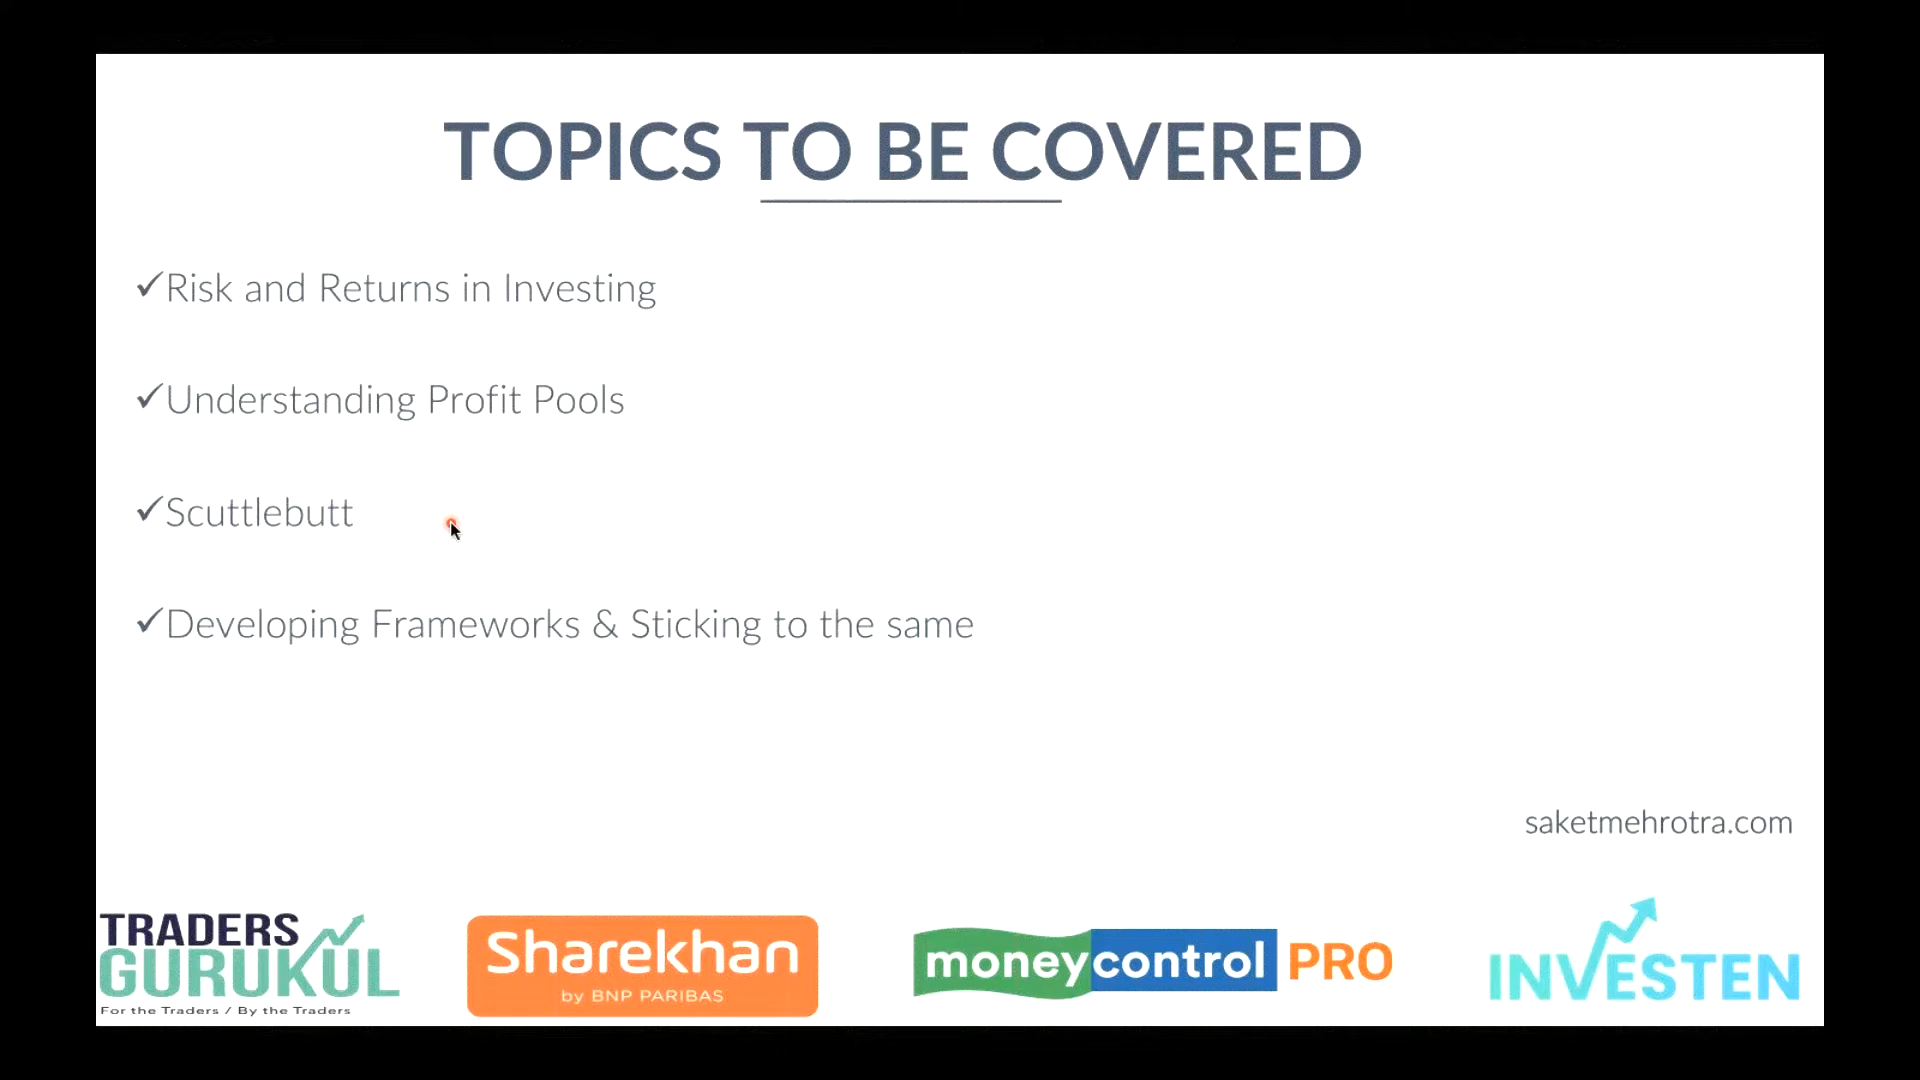 TOPICS TO BE COVERED
✓Risk and Returns in Investing
✓Understanding Profit Pools
✓Scuttlebutt
✓Developing Frameworks & Sticking to the same
saketmehrotra.com
TRADERS
GURUKUL
For the Traders / By the Traders
Sharekhan
by BNP PARIBAS
moneycontrol PRO
INVESTEN